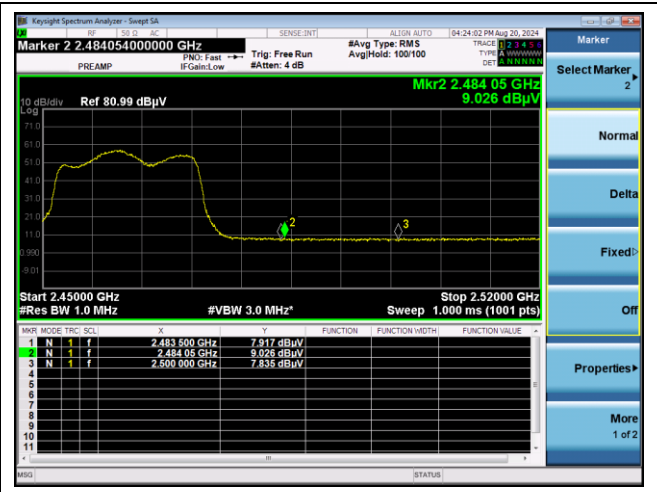 Keysight Spectrum Analyzer - Swept SA
RF 50 Ω AC SENSE:INT ALIGN AUTO 04:24:02 PM Aug 20, 2024
Marker 2 2.484054000000 GHz
PREAMP
PNO: Fast
IFGain:Low
Trig: Free Run
#Atten: 4 dB
#Avg Type: RMS
Avg|Hold: 100/100
TRACE 1 2 3 4 5 6
TYPE A WWWWW
DET A N N N N N
Mkr2 2.484 05 GHz
9.026 dBµV
10 dB/div Ref 80.99 dBµV
Log
71.0
61.0
51.0
41.0
31.0
21.0
11.0
0.990
-9.01
2
3
Start 2.45000 GHz Stop 2.52000 GHz
#Res BW 1.0 MHz #VBW 3.0 MHz* Sweep 1.000 ms (1001 pts)
MKR MODE TRC SCL X Y FUNCTION FUNCTION WIDTH FUNCTION VALUE
1 N 1 f 2.483 500 GHz 7.917 dBµV
2 N 1 f 2.484 05 GHz 9.026 dBµV
3 N 1 f 2.500 000 GHz 7.835 dBµV
4
5
6
7
8
9
10
11
MSG STATUS
Marker
Select Marker
2
Normal
Delta
Fixed
Off
Properties
More
1 of 2